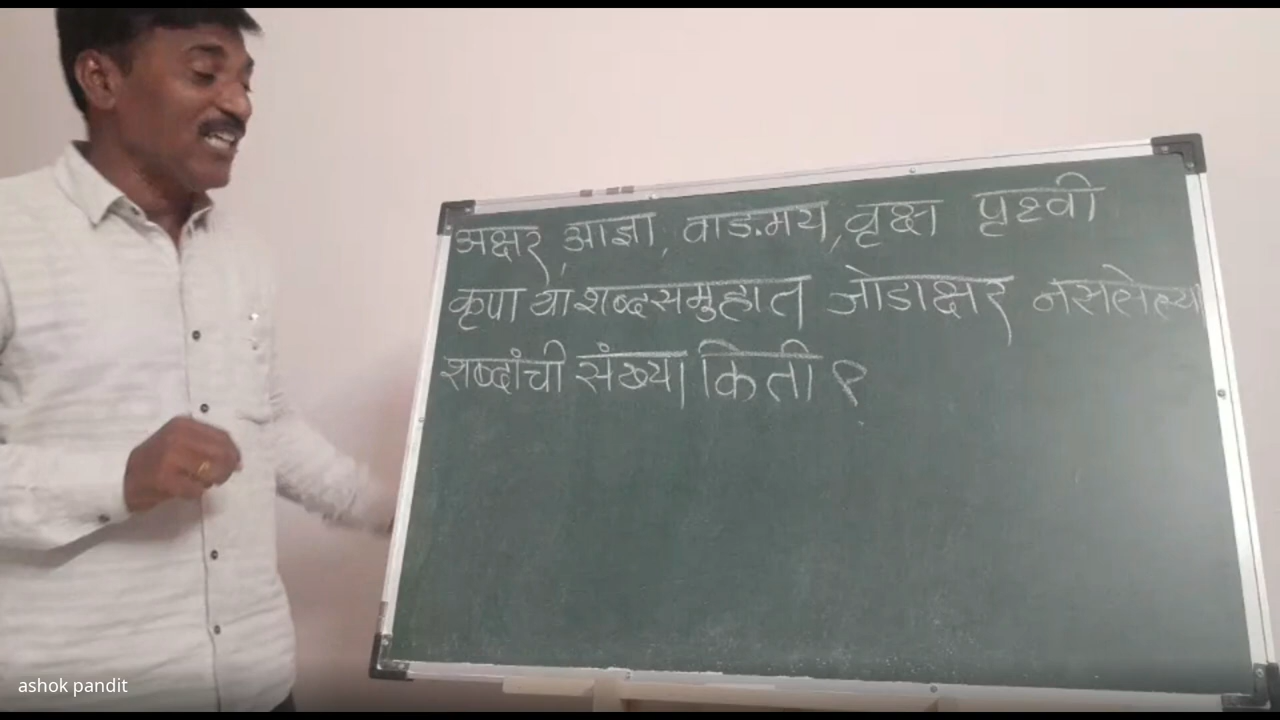 अक्षर, आज्ञा, वाङ.मय, वृक्ष पृथ्वी
कृपा या शब्दसमुहात जोडाक्षर नसलेल्या
शब्दांची संख्या किती ?
ashok pandit